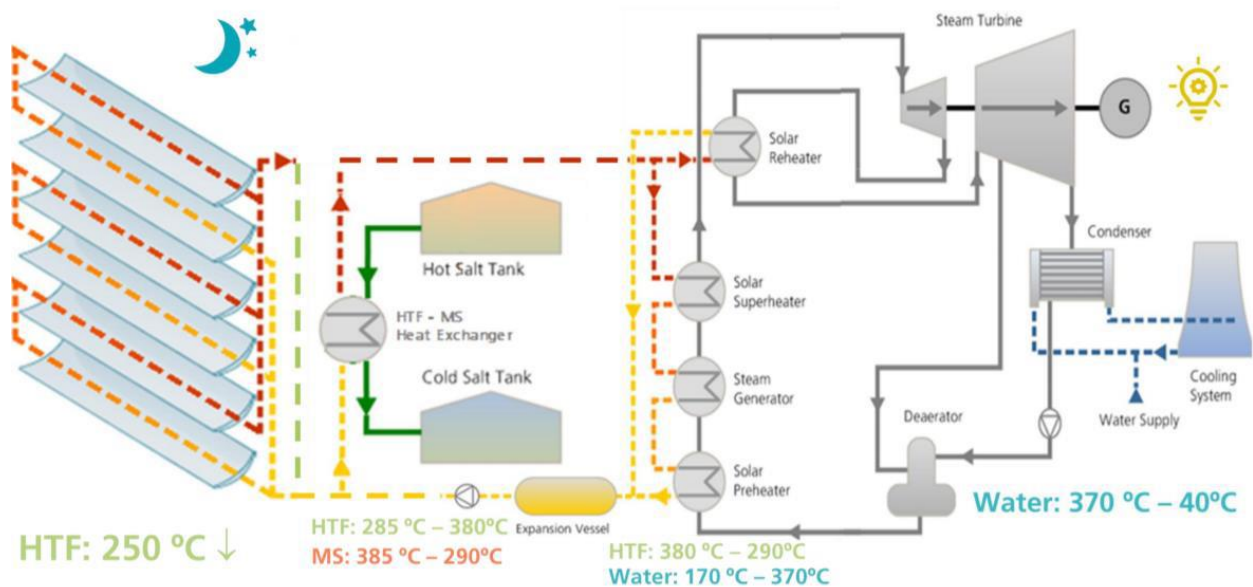 Steam Turbine
G
Solar
Reheater
Condenser
Hot Salt Tank
Solar
Superheater
HTF - MS
Heat Exchanger
Cold Salt Tank
Steam
Generator
Cooling
System
Water Supply
Deaerator
Solar
Preheater
Water: 370 ºC – 40ºC
Expansion Vessel
HTF: 250 ºC ↓
HTF: 285 ºC – 380ºC
MS: 385 ºC – 290ºC
HTF: 380 ºC – 290ºC
Water: 170 ºC – 370ºC